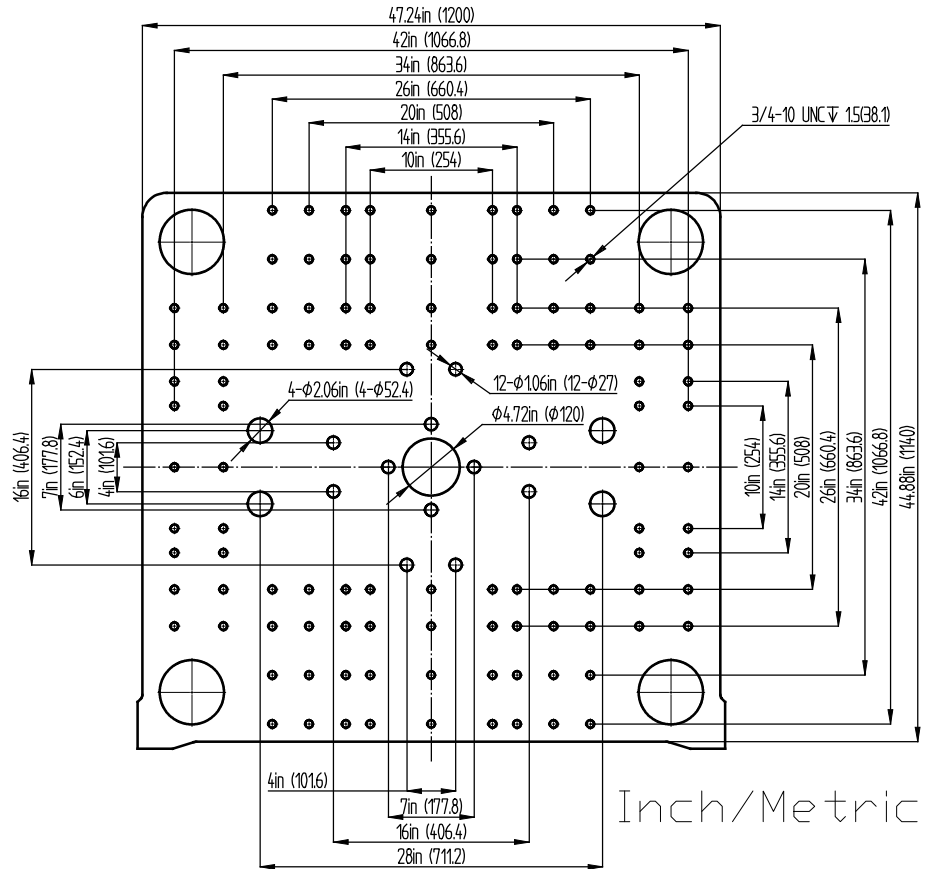 47.24in (1200)
42in (1066.8)
34in (863.6)
26in (660.4)
20in (508)
14in (355.6)
10in (254)
3/4-10 UNC↧ 1.5(38.1)
12-ϕ1.06in (12-ϕ27)
4-ϕ2.06in (4-ϕ52.4)
ϕ4.72in (ϕ120)
16in (406.4)
7in (177.8)
6in (152.4)
4in (101.6)
10in (254)
14in (355.6)
20in (508)
26in (660.4)
34in (863.6)
42in (1066.8)
44.88in (1140)
4in (101.6)
7in (177.8)
16in (406.4)
28in (711.2)
Inch/Metric